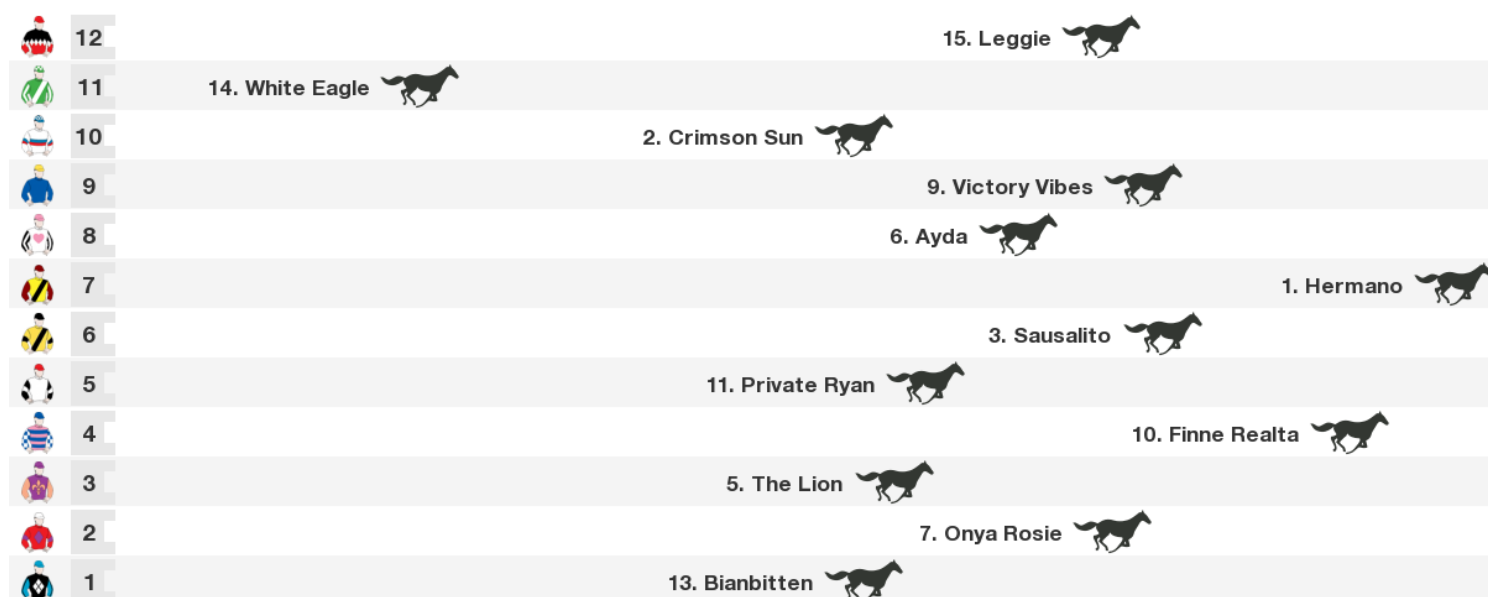 12 15. Leggie
11 14. White Eagle
10 2. Crimson Sun
9 9. Victory Vibes
8 6. Ayda
7 1. Hermano
6 3. Sausalito
5 11. Private Ryan
4 10. Finne Realta
3 5. The Lion
2 7. Onya Rosie
1 13. Bianbitten